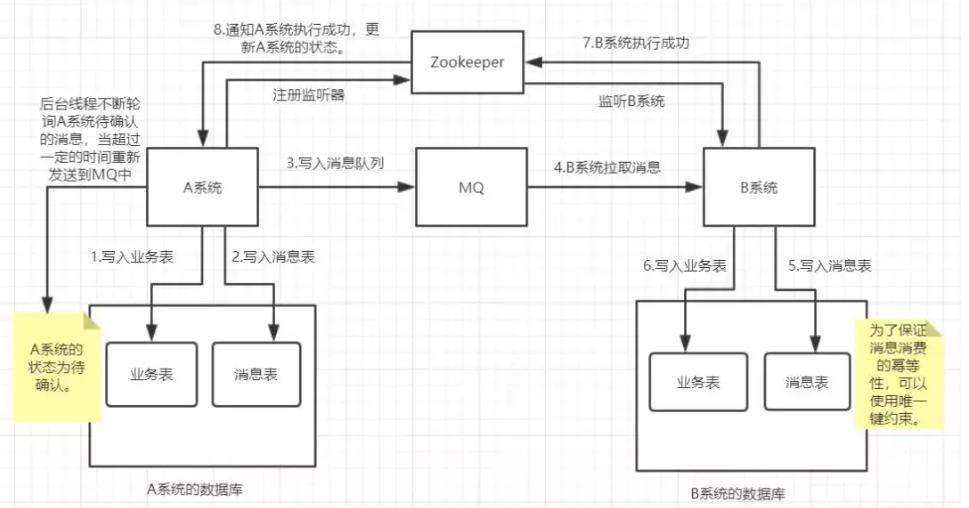 8.通知A系统执行成功，更
新A系统的状态。
Zookeeper
7.B系统执行成功
注册监听器
监听B系统
后台线程不断轮
询A系统待确认
的消息，当超过
一定的时间重新
发送到MQ中
A系统
3.写入消息队列
MQ
4.B系统拉取消息
B系统
1.写入业务表
2.写入消息表
6.写入业务表
5.写入消息表
A系统的
状态为待
确认。
业务表
消息表
业务表
消息表
为了保证
消息消费
的幂等
性，可以
使用唯一
键约束。
A系统的数据库
B系统的数据库